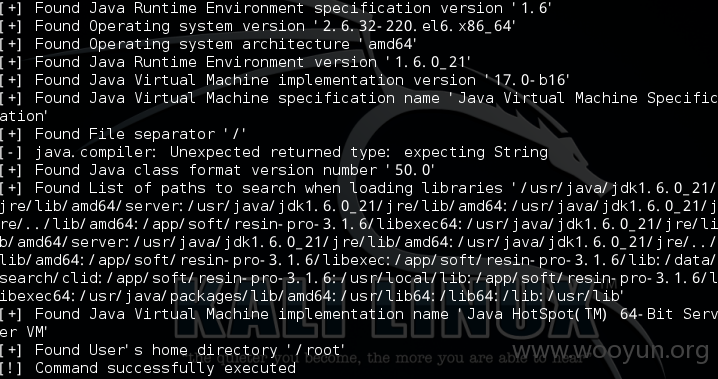 [+] Found Java Runtime Environment specification version '1.6'
[+] Found Operating system version '2.6.32-220.el6.x86_64'
[+] Found Operating system architecture 'amd64'
[+] Found Java Runtime Environment version '1.6.0_21'
[+] Found Java Virtual Machine implementation version '17.0-b16'
[+] Found Java Virtual Machine specification name 'Java Virtual Machine Specific
ation'
[+] Found File separator '/'
[-] java.compiler: Unexpected returned type: expecting String
[+] Found Java class format version number '50.0'
[+] Found List of paths to search when loading libraries '/usr/java/jdk1.6.0_21/
jre/lib/amd64/server:/usr/java/jdk1.6.0_21/jre/lib/amd64:/usr/java/jdk1.6.0_21/j
re/../lib/amd64:/app/soft/resin-pro-3.1.6/libexec64:/usr/java/jdk1.6.0_21/jre/li
b/amd64/server:/usr/java/jdk1.6.0_21/jre/lib/amd64:/usr/java/jdk1.6.0_21/jre/../
lib/amd64:/app/soft/resin-pro-3.1.6/libexec:/app/soft/resin-pro-3.1.6/lib:/data/
search/clid:/app/soft/resin-pro-3.1.6:/usr/local/lib:/app/soft/resin-pro-3.1.6/l
ibexec64:/usr/java/packages/lib/amd64:/usr/lib64:/lib64:/lib:/usr/lib'
[+] Found Java Virtual Machine implementation name 'Java HotSpot(TM) 64-Bit Serv
er VM'
[+] Found User's home directory '/root'
[!] Command successfully executed
KALI LINUX
the quieter you become, the more you are able to hear
www.wooyun.org